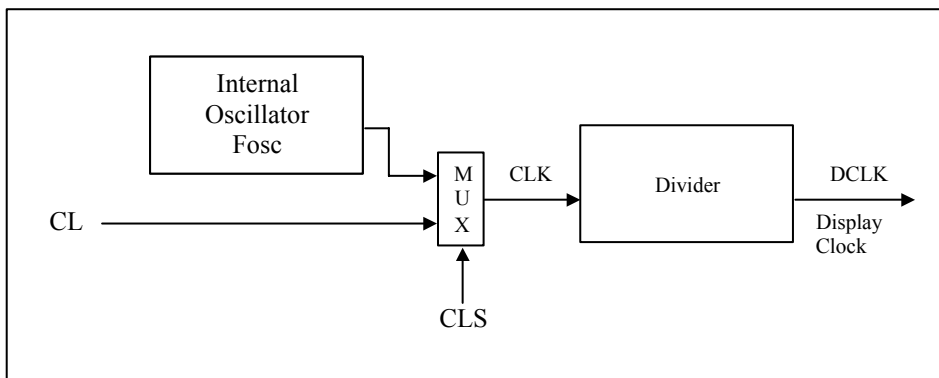 Internal
Oscillator
Fosc
M
U
X
CLK
Divider
DCLK
Display
Clock
CL
CLS